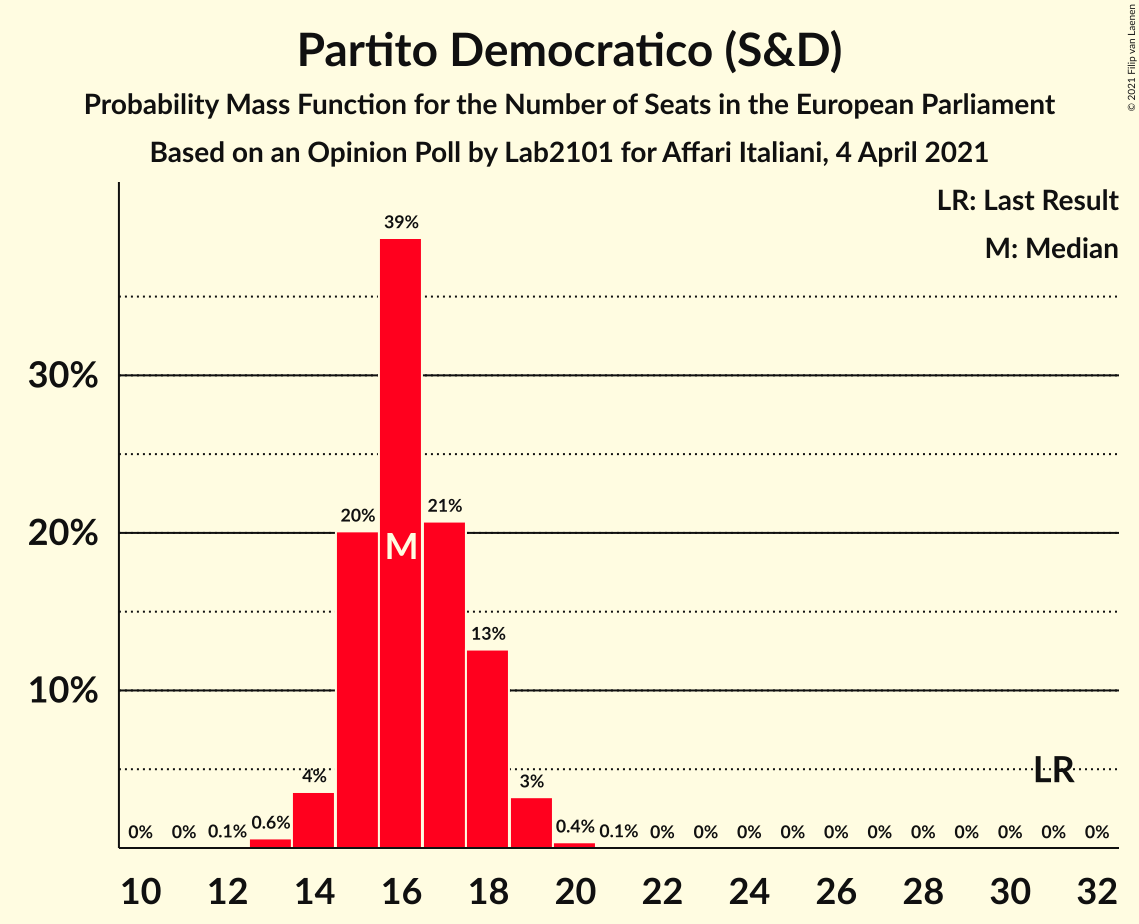 Partito Democratico (S&D)
Probability Mass Function for the Number of Seats in the European Parliament
Based on an Opinion Poll by Lab2101 for Affari Italiani, 4 April 2021
© 2021 Filip van Laenen
LR: Last Result
M: Median
30%
20%
10%
0% 0% 0.1% 0.6% 4% 20% 39% 21% 13% 3% 0.4% 0.1% 0% 0% 0% 0% 0% 0% 0% 0% 0% 0% 0%
M
LR
10 12 14 16 18 20 22 24 26 28 30 32